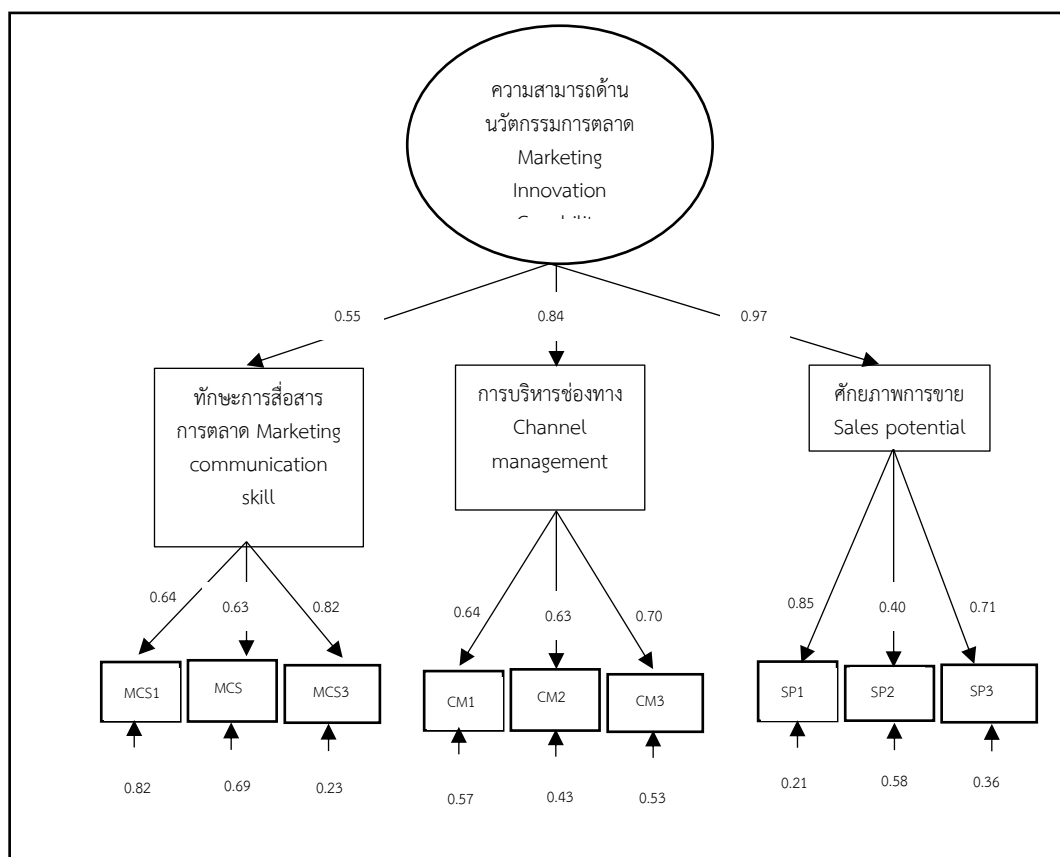 ความสามารถด้าน
นวัตกรรมการตลาด
Marketing
Innovation
0.55 0.84 0.97
ทักษะการสื่อสาร
การตลาด Marketing
communication
skill
การบริหารช่องทาง
Channel
management
ศักยภาพการขาย
Sales potential
0.64 0.63 0.82 0.64 0.63 0.70 0.85 0.40 0.71
MCS1 MCS MCS3 CM1 CM2 CM3 SP1 SP2 SP3
0.82 0.69 0.23 0.57 0.43 0.53 0.21 0.58 0.36